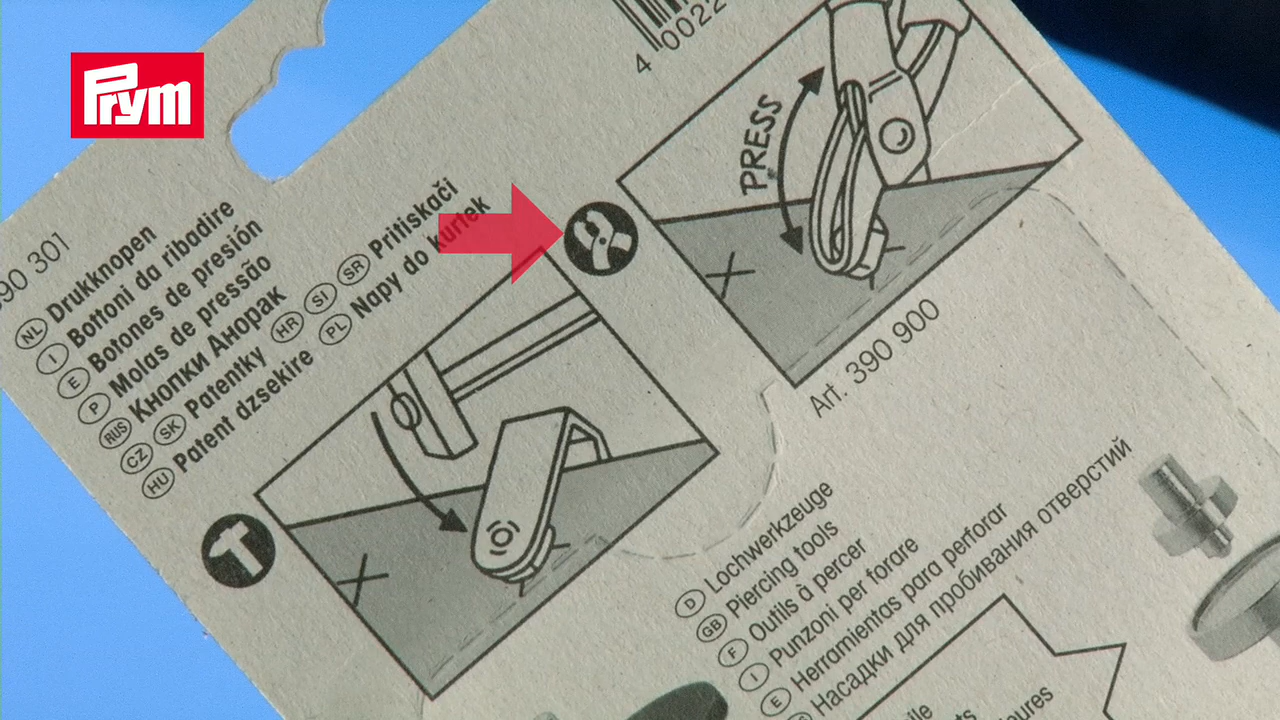 Prym
4 0022
PRESS
90 301
NL Drukknopen
I Bottoni da ribadire
E Botones de presión
P Molas de pressão
RUS Кнопки Анорак
CZ SK Patentky HR SI SR Pritiskači
HU Patent dzsekire PL Napy do kurtek
Art. 390 900
D Lochwerkzeuge
GB Piercing tools
F Outils à percer
I Punzoni per forare
E Herramientas para perforar
Насадки для пробивания отверстий